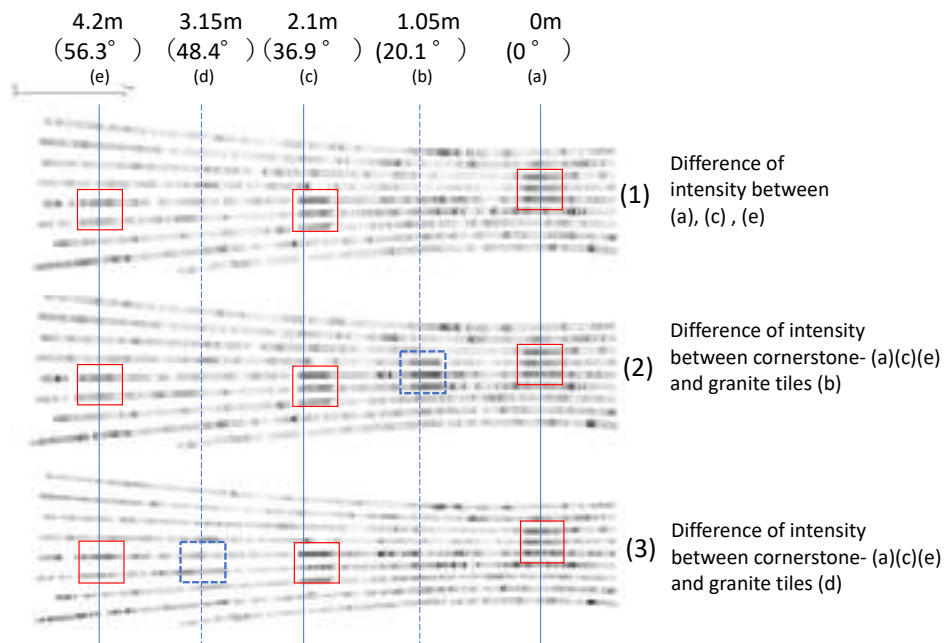 4.2m 3.15m 2.1m 1.05m 0m
（56.3°） （48.4°） （36.9°） (20.1°） (0°）
(e) (d) (c) (b) (a)
(1)
Difference of
intensity between
(a), (c) , (e)
(2)
Difference of intensity
between cornerstone- (a)(c)(e)
and granite tiles (b)
(3)
Difference of intensity
between cornerstone- (a)(c)(e)
and granite tiles (d)